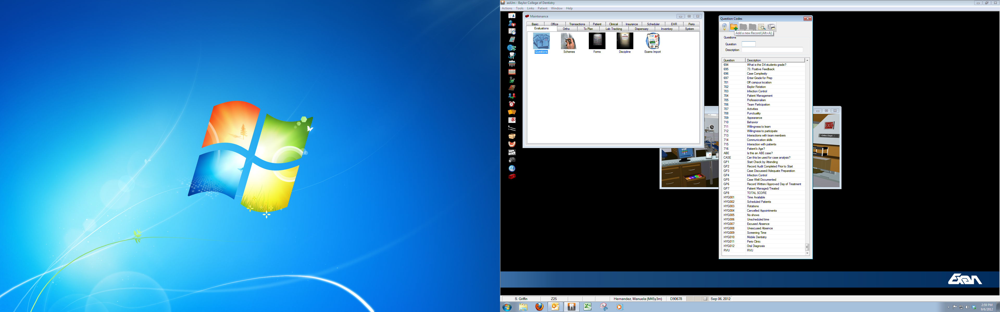 axiUm - Baylor College of Dentistry
Actions Tools Links Patient Window Help
Maintenance
Basic Office Transactions Patient Clinical Insurance Scheduler EHR Perio
Evaluations Ortho Tx Plan Lab Tracking Dispensary Inventory System
Questions Schemes Forms Discipline Exams Import
Question Codes
Add a new Record [Alt+A]
Questions
Question
Description
Question Description
694 What is the D4 students grade?
695 73. Positive Feedback
696 Case Complexity
697 Enter Grade for Prep
701 Off campus location
702 Baylor Rotation
703 Infection Control
704 Patient Management
705 Professionalism
706 Team Participation
707 Activities
708 Punctuality
709 Appearance
710 Behavior
711 Willingness to learn
712 Willingness to participate
713 Interactions with team members
714 Communication skills
715 Interaction with patients
716 Patient's Age?
ABE Is this an ABE case?
CASE Can this be used for case analysis?
GP1 Start Check by Attending
GP2 Record Audit Completed Prior to Start
GP3 Case Discussed/Adequate Preparation
GP4 Infection Control
GP5 Case Well Documented
GP6 Record Written/Approved Day of Treatment
GP7 Patient Managed/Treated
GP8 TOTAL SCORE
HYG001 Time Available
HYG002 Scheduled Patients
HYG003 Rotations
HYG004 Cancelled Appointments
HYG005 No shows
HYG006 Unscheduled time
HYG007 Excused Absence
HYG008 Unexcused Absence
HYG009 Screening Time
HYG010 Mobile Dentistry
HYG011 Perio Clinic
HYG012 Oral Diagnosis
RVU RVU
EXIT
Ortho Dept
Exan
S. Griffin Z25 Hernandez, Manuela (M45y3m) D90678 Sep 06, 2012
2:59 PM
9/6/2012